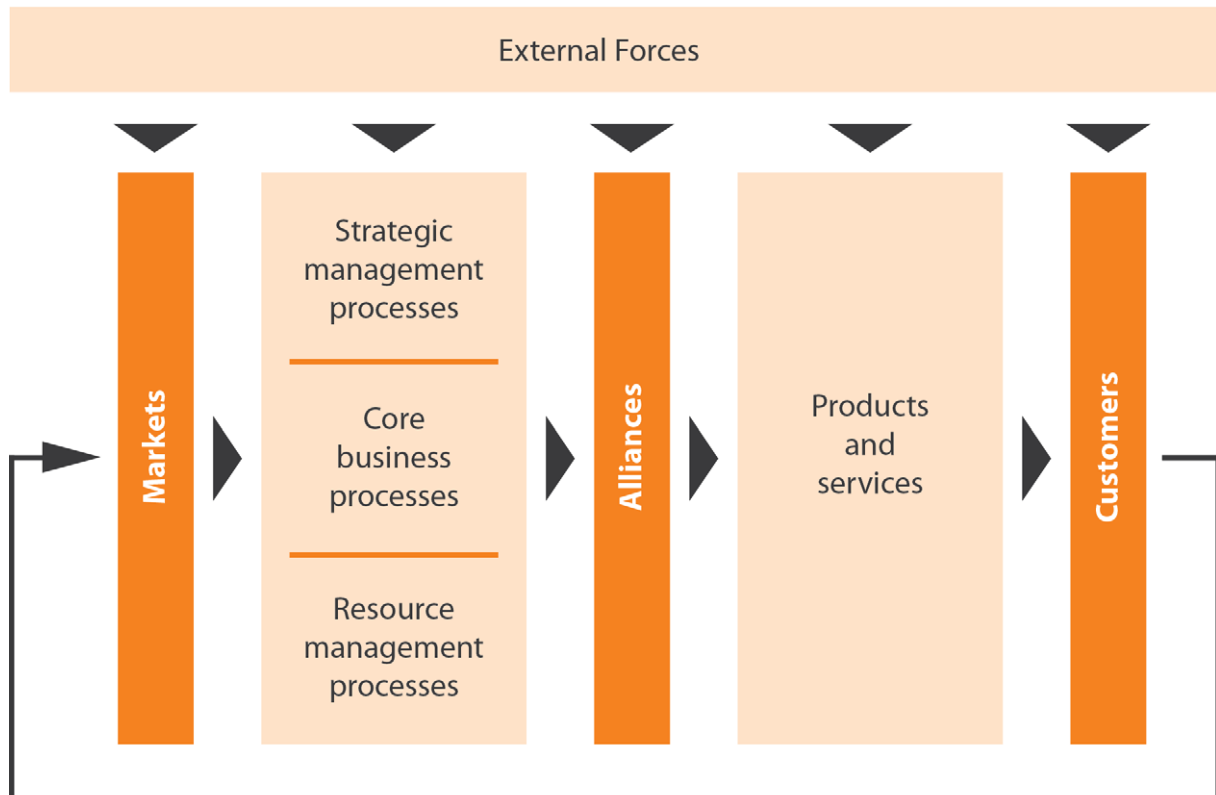 External Forces
Markets
Strategic
management
processes
Core
business
processes
Resource
management
processes
Alliances
Products
and
services
Customers